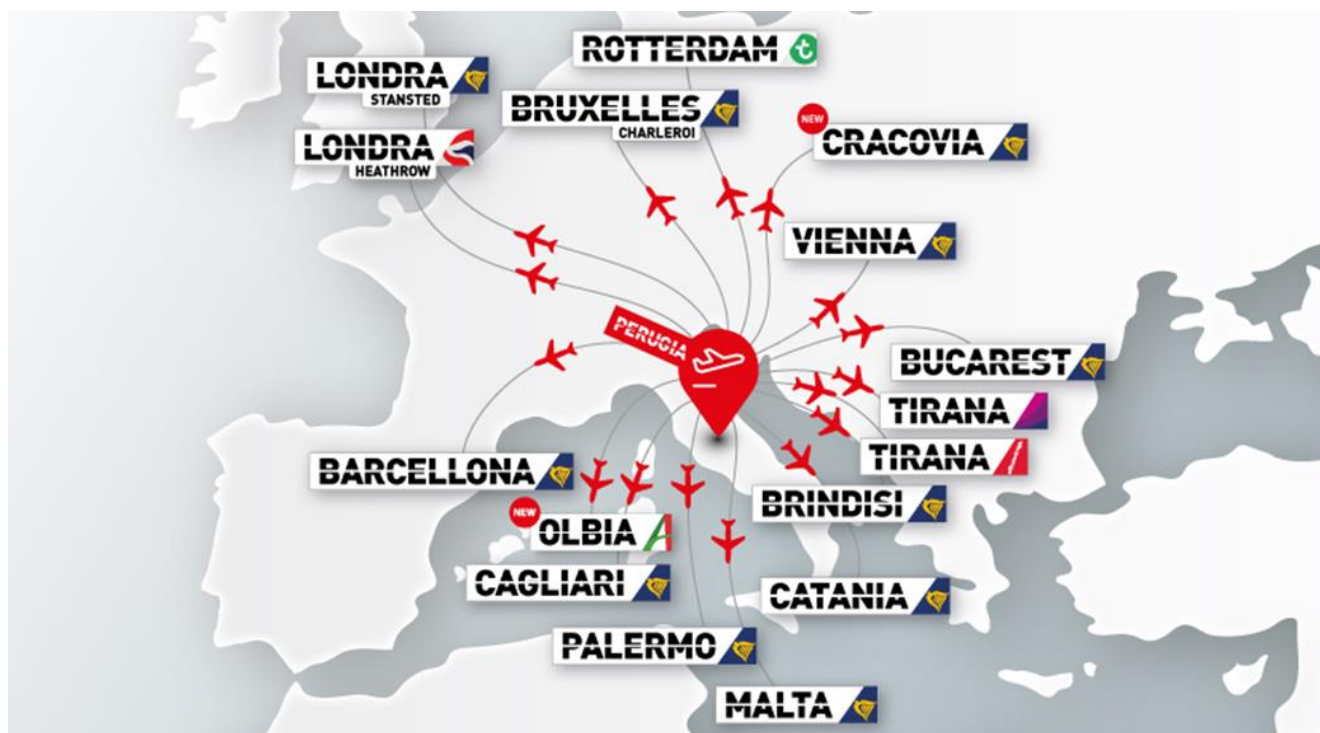 ROTTERDAM
LONDRA
STANSTED
BRUXELLES
CHARLEROI
NEW
CRACOVIA
LONDRA
HEATHROW
VIENNA
PERUGIA
BUCAREST
TIRANA
TIRANA
BARCELLONA
BRINDISI
NEW
OLBIA
CAGLIARI
CATANIA
PALERMO
MALTA